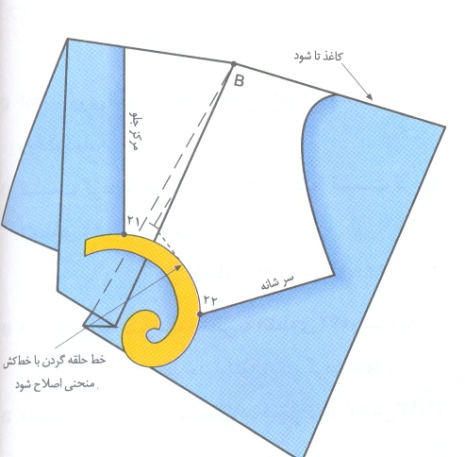 کاغذ تا شود
B
مرکز جلو
۲۱
۲۲
سر شانه
خط حلقه گردن با خط‌کش
منحنی اصلاح شود.